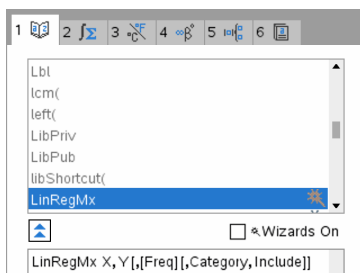 1 2 ∫Σ 3 °C °F 4 ∞β° 5 6
Lbl
lcm(
left(
LibPriv
LibPub
libShortcut(
LinRegMx
Wizards On
LinRegMx X,Y[,[Freq][,Category,Include]]